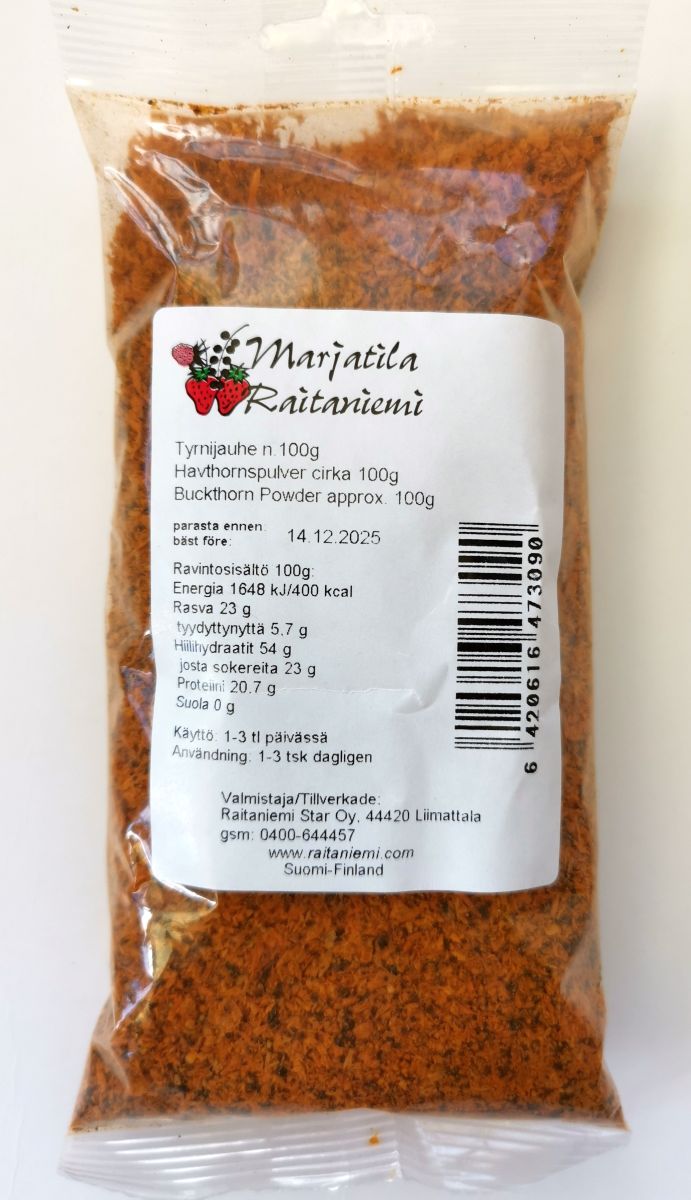 Marjatila
Raitaniemi
Tyrnijauhe n.100g
Havthornspulver cirka 100g
Buckthorn Powder approx. 100g
parasta ennen:
bäst före: 14.12.2025
Ravintosisältö 100g:
Energia 1648 kJ/400 kcal
Rasva 23 g
tyydyttynyttä 5,7 g
Hiilihydraatit 54 g
josta sokereita 23 g
Proteiini 20.7 g
Suola 0 g
Käyttö: 1-3 tl päivässä
Användning: 1-3 tsk dagligen
Valmistaja/Tillverkade:
Raitaniemi Star Oy, 44420 Liimattala
gsm: 0400-644457
www.raitaniemi.com
Suomi-Finland
6 420616 473090